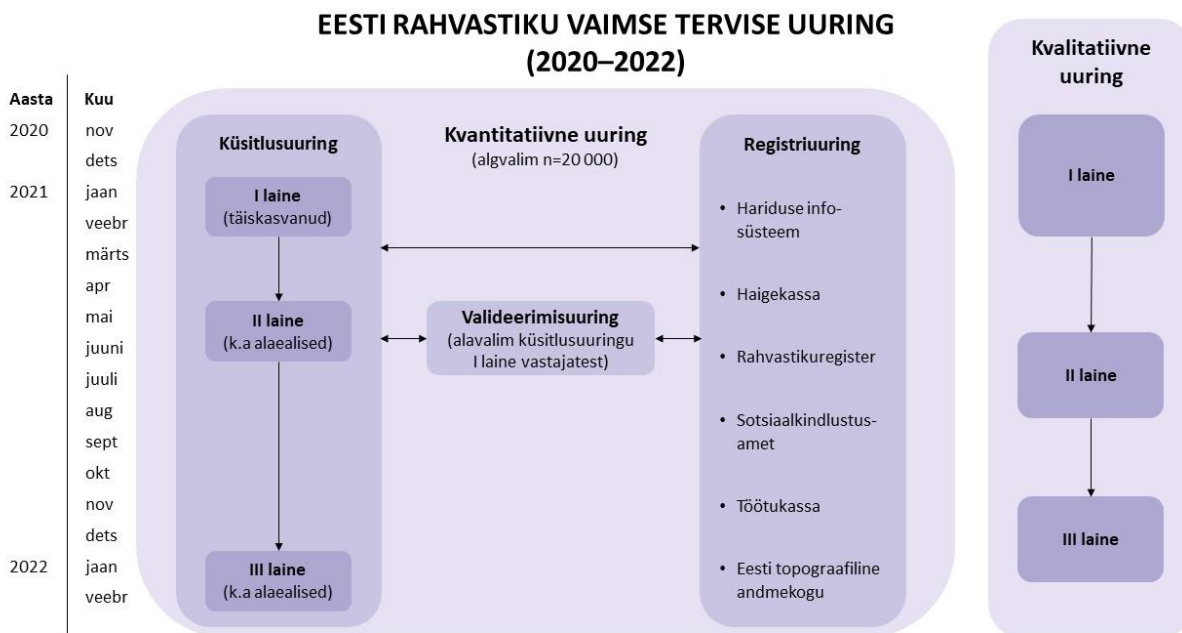 EESTI RAHVASTIKU VAIMSE TERVISE UURING
(2020–2022)
Aasta
Kuu
2020
nov
dets
2021
jaan
veebr
märts
apr
mai
juuni
juuli
aug
sept
okt
nov
dets
2022
jaan
veebr
Küsitlusuuring
I laine
(täiskasvanud)
II laine
(k.a alaealised)
III laine
(k.a alaealised)
Kvantitatiivne uuring
(algvalim n=20 000)
Valideerimisuuring
(alavalim küsitlusuuringu
I laine vastajatest)
Registriuuring
• Hariduse info-
süsteem
• Haigekassa
• Rahvastikuregister
• Sotsiaalkindlustus-
amet
• Töötukassa
• Eesti topograafiline
andmekogu
Kvalitatiivne
uuring
I laine
II laine
III laine